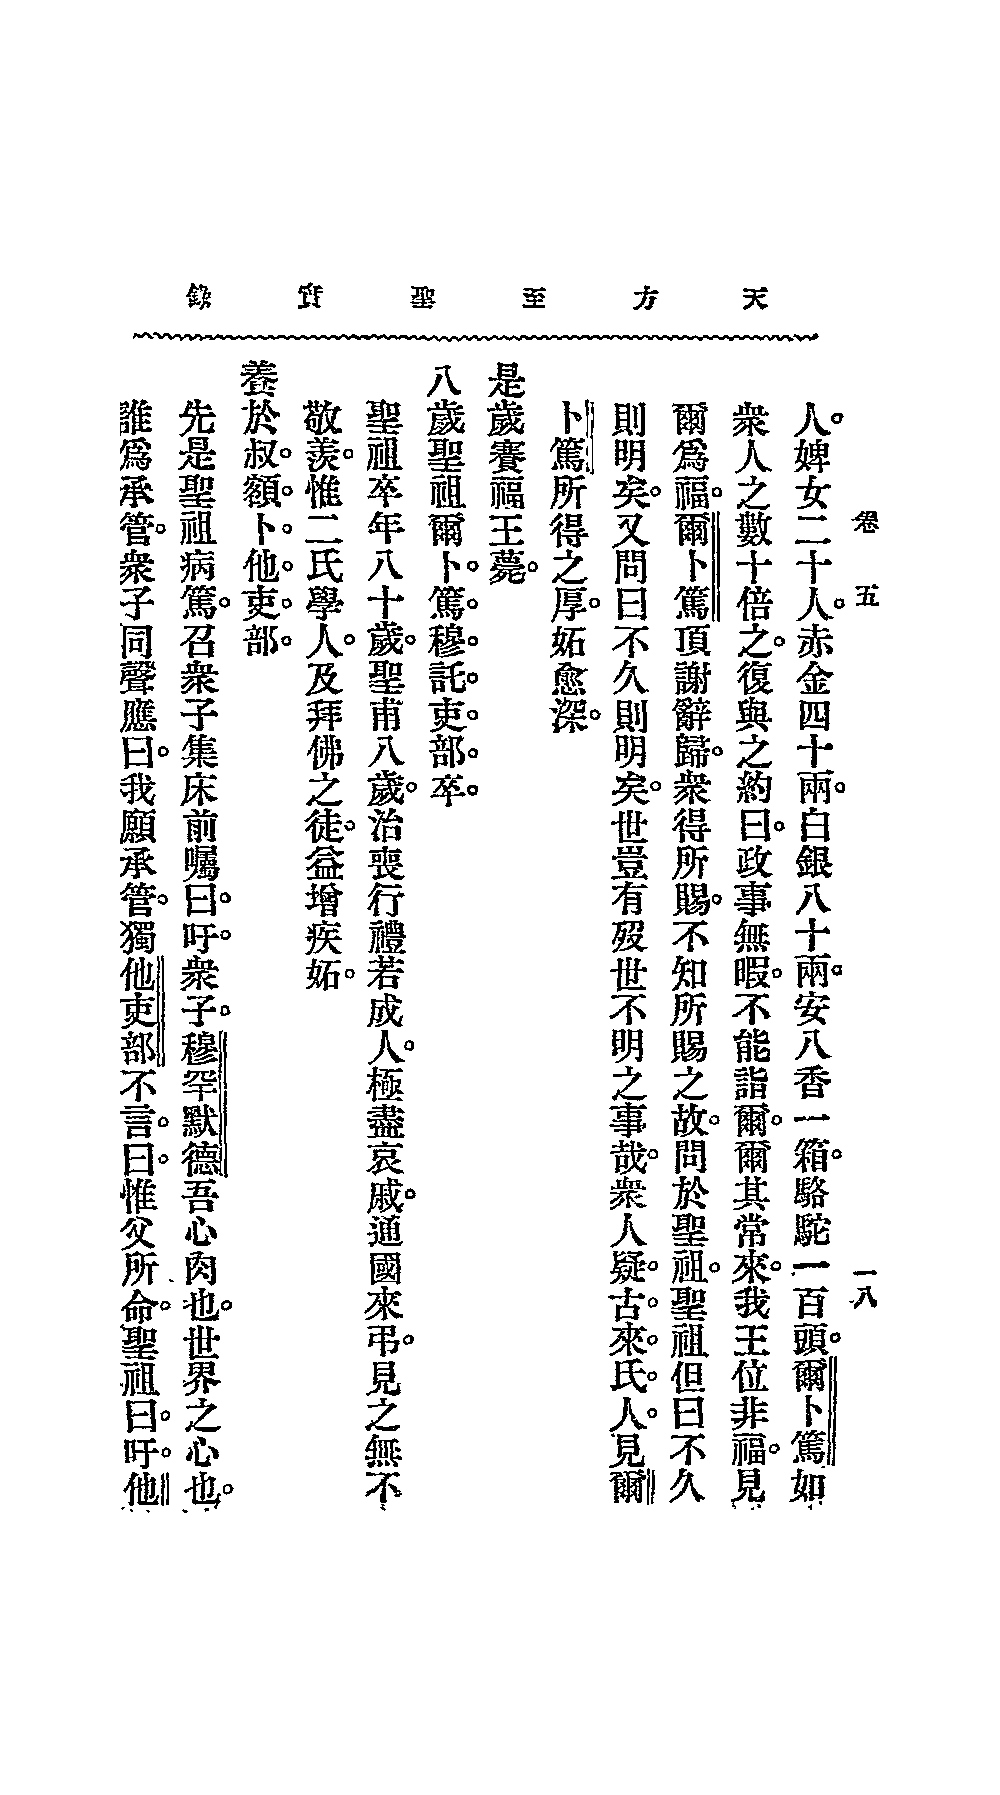 天方至聖實錄
卷五
一八
人。婢女二十人。赤金四十兩。白銀八十兩。安八香一箱。駱駝一百頭。爾卜篤如
衆人之數十倍之。復與之約曰。政事無暇。不能詣爾。爾其常來。我王位非福。見
爾爲福。爾卜篤頂謝辭歸。衆得所賜。不知所賜之故。問於聖祖。聖祖但曰不久
則明矣。又問曰不久則明矣。世豈有歿世不明之事哉。衆人疑。古。來。氏。人。見爾
卜篤所得之厚。妬愈深。
是歲賽福王薨。
八歲聖祖爾卜。篤。穆。託。吏。部。卒。
聖祖卒年八十歲。聖甫八歲。治喪行禮若成人。極盡哀戚。通國來弔。見之無不
敬羨。惟二氏學人。及拜佛之徒。益增疾妬。
養於叔。額。卜。他。吏。部。
先是聖祖病篤。召衆子集床前囑曰。吁。衆子。穆罕默德吾心肉也。世界之心也。
誰爲承管。衆子同聲應曰。我願承管。獨他吏部不言。曰。惟父所命。聖祖曰。吁。他